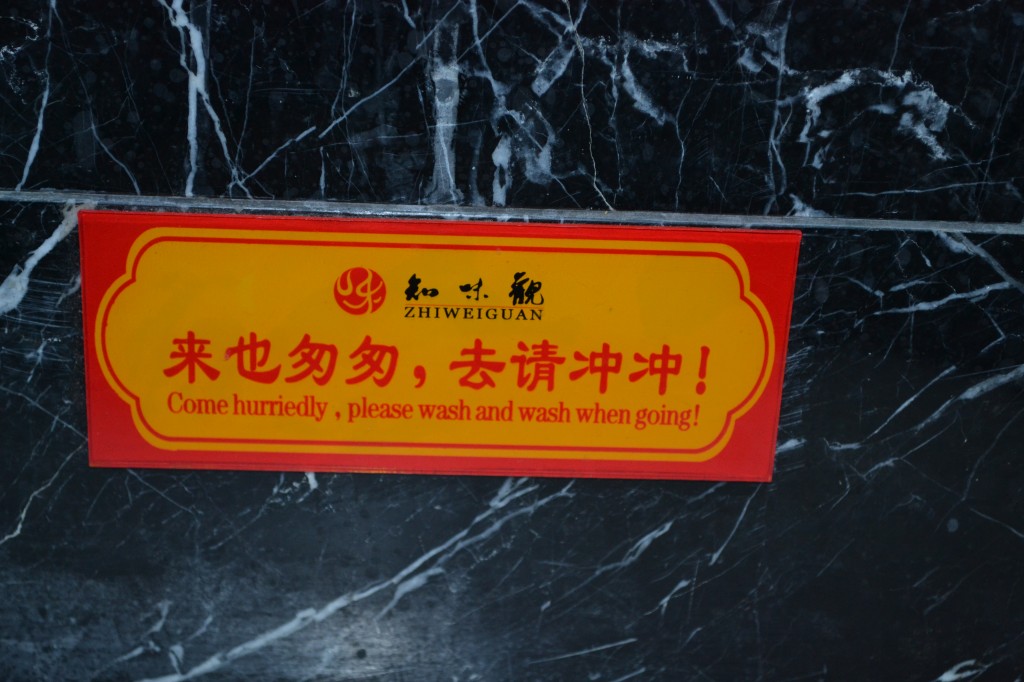 知味觀
ZHIWEIGUAN
来也匆匆，去请冲冲！
Come hurriedly , please wash and wash when going!